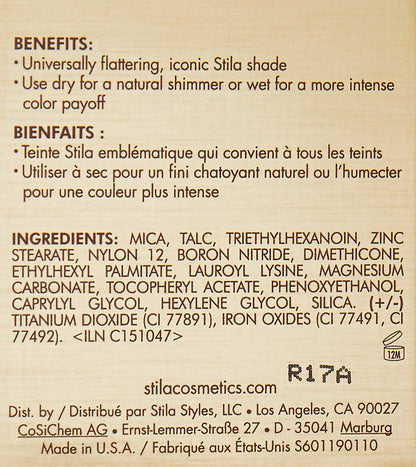 BENEFITS:
• Universally flattering, iconic Stila shade
• Use dry for a natural shimmer or wet for a more intense
color payoff
BIENFAITS :
• Teinte Stila emblématique qui convient à tous les teints
• Utiliser à sec pour un fini chatoyant naturel ou l’humecter
pour une couleur plus intense
INGREDIENTS: MICA, TALC, TRIETHYLHEXANOIN, ZINC
STEARATE, NYLON 12, BORON NITRIDE, DIMETHICONE,
ETHYLHEXYL PALMITATE, LAUROYL LYSINE, MAGNESIUM
CARBONATE, TOCOPHERYL ACETATE, PHENOXYETHANOL,
CAPRYLYL GLYCOL, HEXYLENE GLYCOL, SILICA. (+/-)
TITANIUM DIOXIDE (CI 77891), IRON OXIDES (CI 77491, CI
77492). <ILN C151047>
12M
R17A
stilacosmetics.com
Dist. by / Distribué par Stila Styles, LLC • Los Angeles, CA 90027
CoSiChem AG • Ernst-Lemmer-Straße 27 • D - 35041 Marburg
Made in U.S.A. / Fabriqué aux États-Unis S601190110